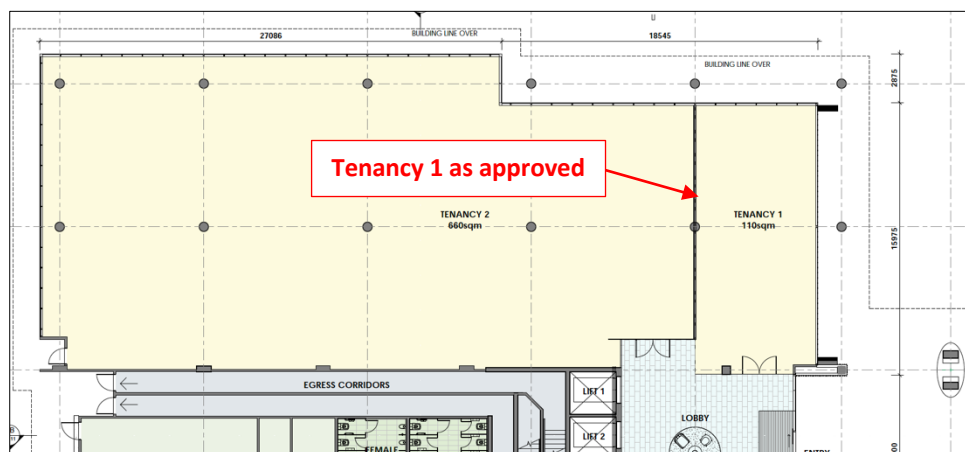 27086
BUILDING LINE OVER
18545
BUILDING LINE OVER
2875
Tenancy 1 as approved
TENANCY 2
660sqm
TENANCY 1
110sqm
15975
EGRESS CORRIDORS
LIFT 1
LOBBY
LIFT 2
FEMALE
ENTRY
00
B